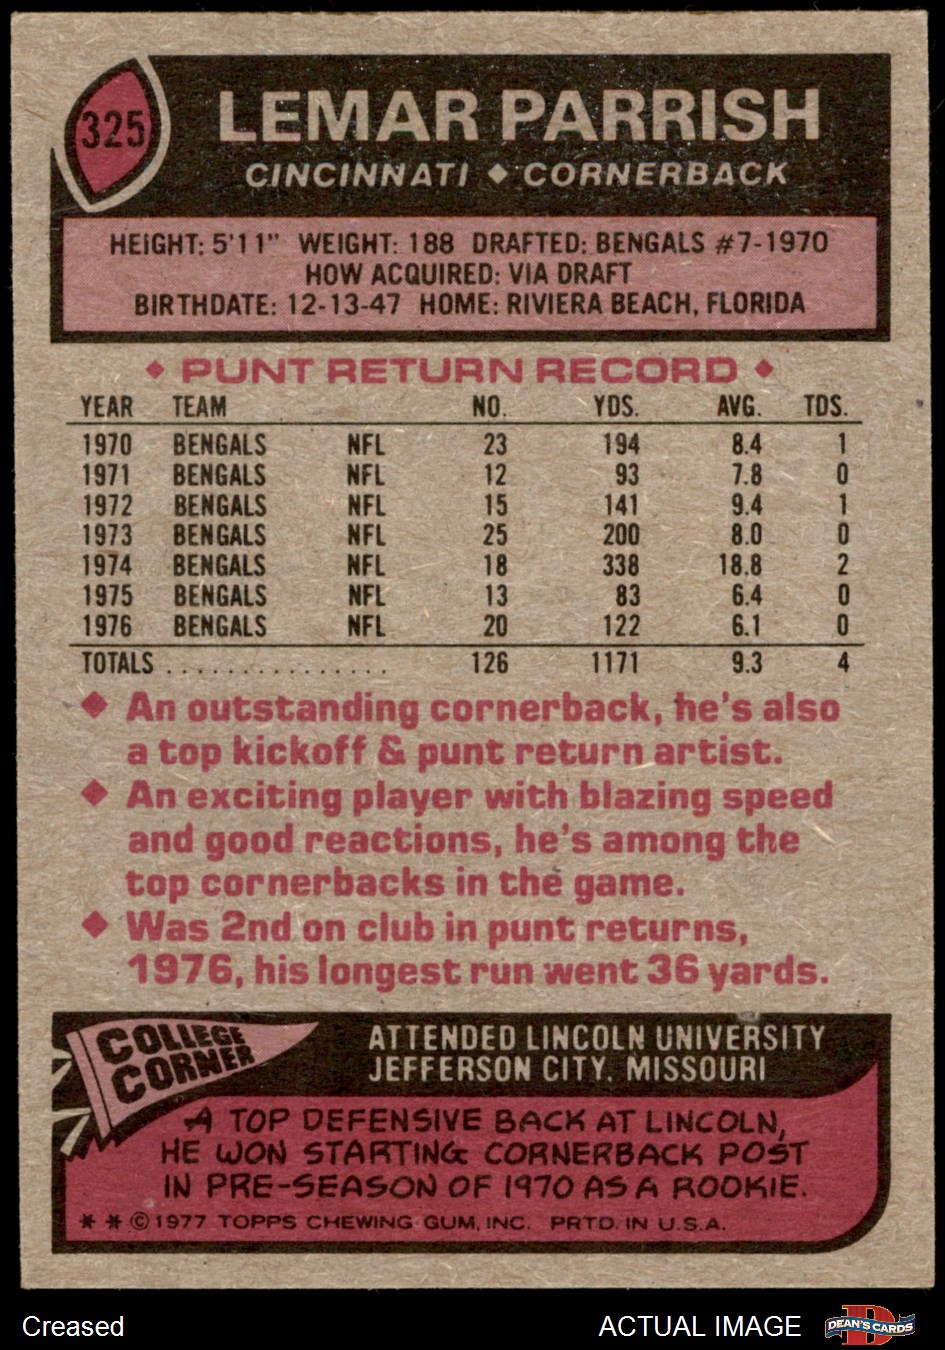 325
LEMAR PARRISH
CINCINNATI ◆ CORNERBACK
HEIGHT: 5'11" WEIGHT: 188 DRAFTED: BENGALS #7-1970
HOW ACQUIRED: VIA DRAFT
BIRTHDATE: 12-13-47 HOME: RIVIERA BEACH, FLORIDA
◆ PUNT RETURN RECORD ◆
YEAR TEAM NO. YDS. AVG. TDS.
1970 BENGALS NFL 23 194 8.4 1
1971 BENGALS NFL 12 93 7.8 0
1972 BENGALS NFL 15 141 9.4 1
1973 BENGALS NFL 25 200 8.0 0
1974 BENGALS NFL 18 338 18.8 2
1975 BENGALS NFL 13 83 6.4 0
1976 BENGALS NFL 20 122 6.1 0
TOTALS . . . . . . . . . . . . . . . . 126 1171 9.3 4
◆ An outstanding cornerback, he's also
a top kickoff & punt return artist.
◆ An exciting player with blazing speed
and good reactions, he's among the
top cornerbacks in the game.
◆ Was 2nd on club in punt returns,
1976, his longest run went 36 yards.
COLLEGE
CORNER
ATTENDED LINCOLN UNIVERSITY
JEFFERSON CITY, MISSOURI
A TOP DEFENSIVE BACK AT LINCOLN,
HE WON STARTING CORNERBACK POST
IN PRE-SEASON OF 1970 AS A ROOKIE.
* * © 1977 TOPPS CHEWING GUM, INC. PRTD. IN U.S.A.
Creased
ACTUAL IMAGE
D
DEAN'S CARDS